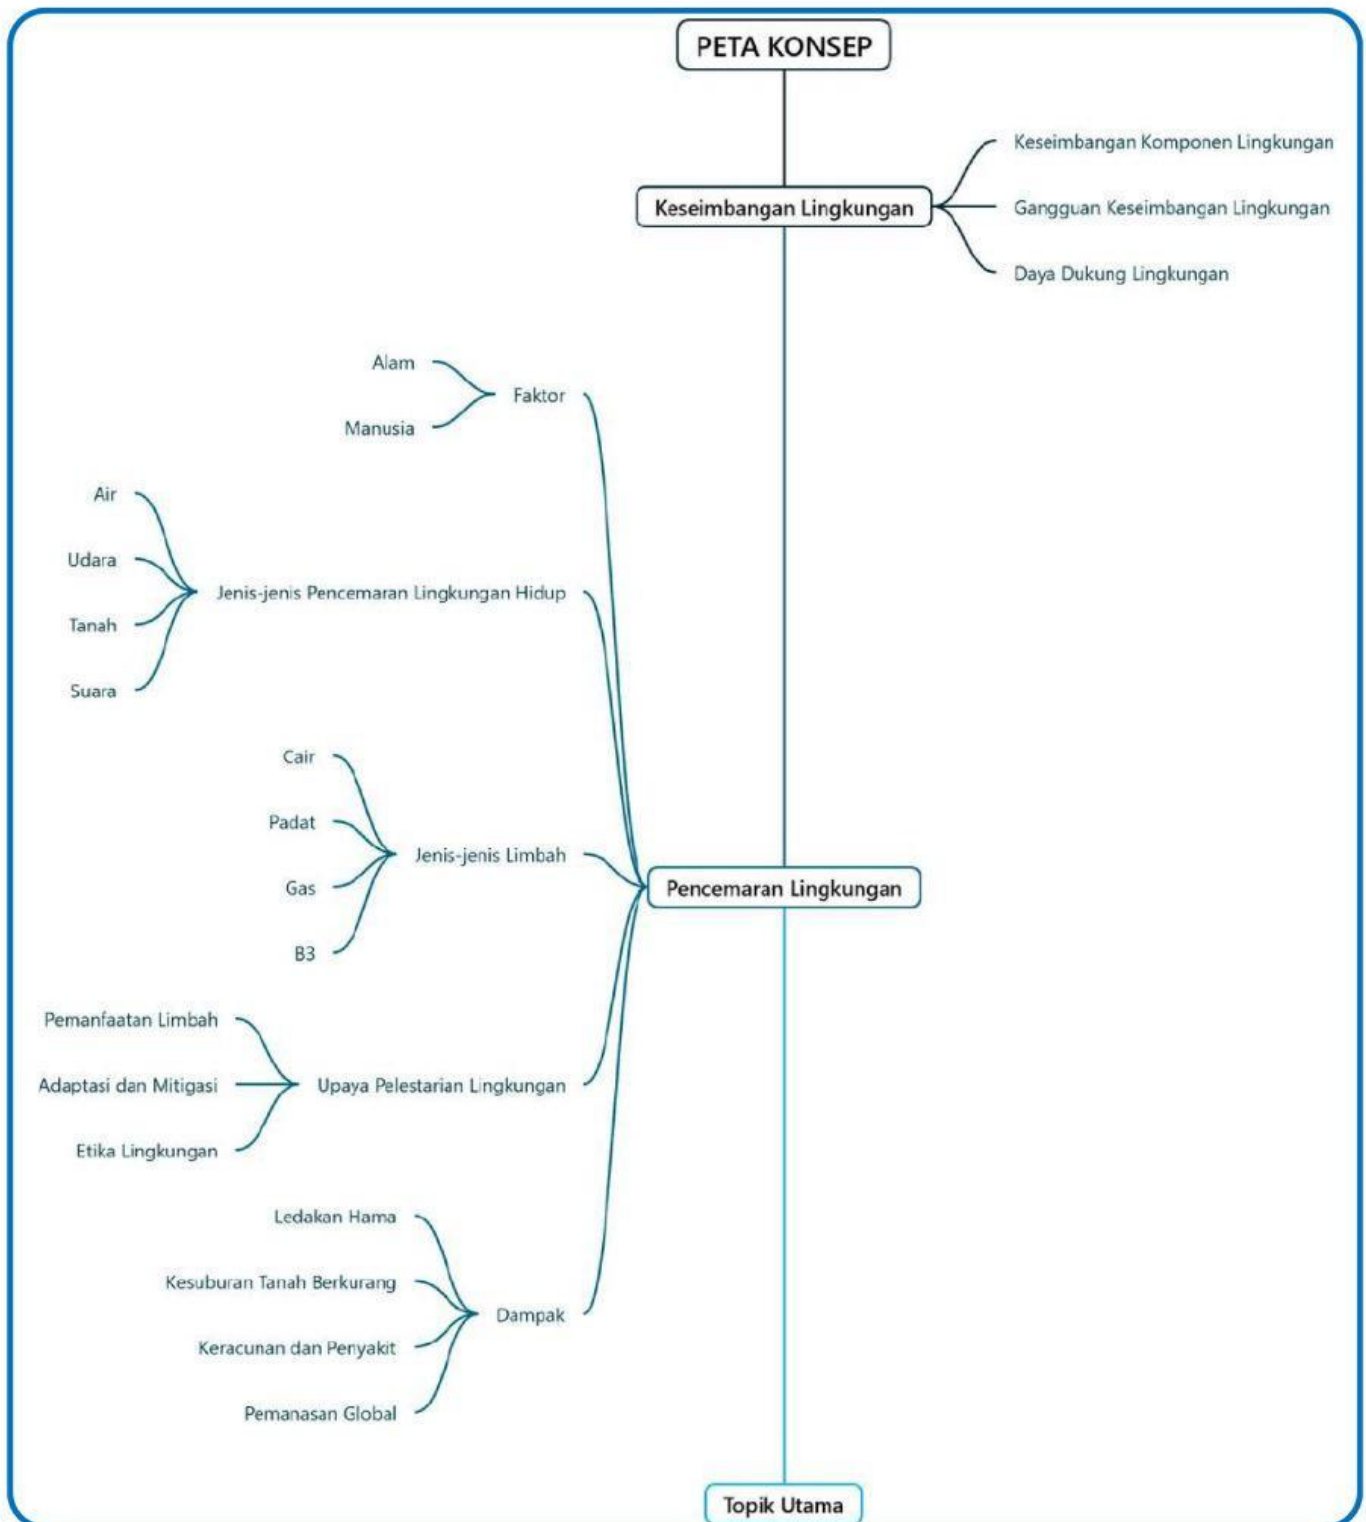 PETA KONSEP
Keseimbangan Lingkungan
Keseimbangan Komponen Lingkungan
Gangguan Keseimbangan Lingkungan
Daya Dukung Lingkungan
Pencemaran Lingkungan
Faktor
Alam
Manusia
Jenis-jenis Pencemaran Lingkungan Hidup
Air
Udara
Tanah
Suara
Jenis-jenis Limbah
Cair
Padat
Gas
B3
Upaya Pelestarian Lingkungan
Pemanfaatan Limbah
Adaptasi dan Mitigasi
Etika Lingkungan
Dampak
Ledakan Hama
Kesuburan Tanah Berkurang
Keracunan dan Penyakit
Pemanasan Global
Topik Utama